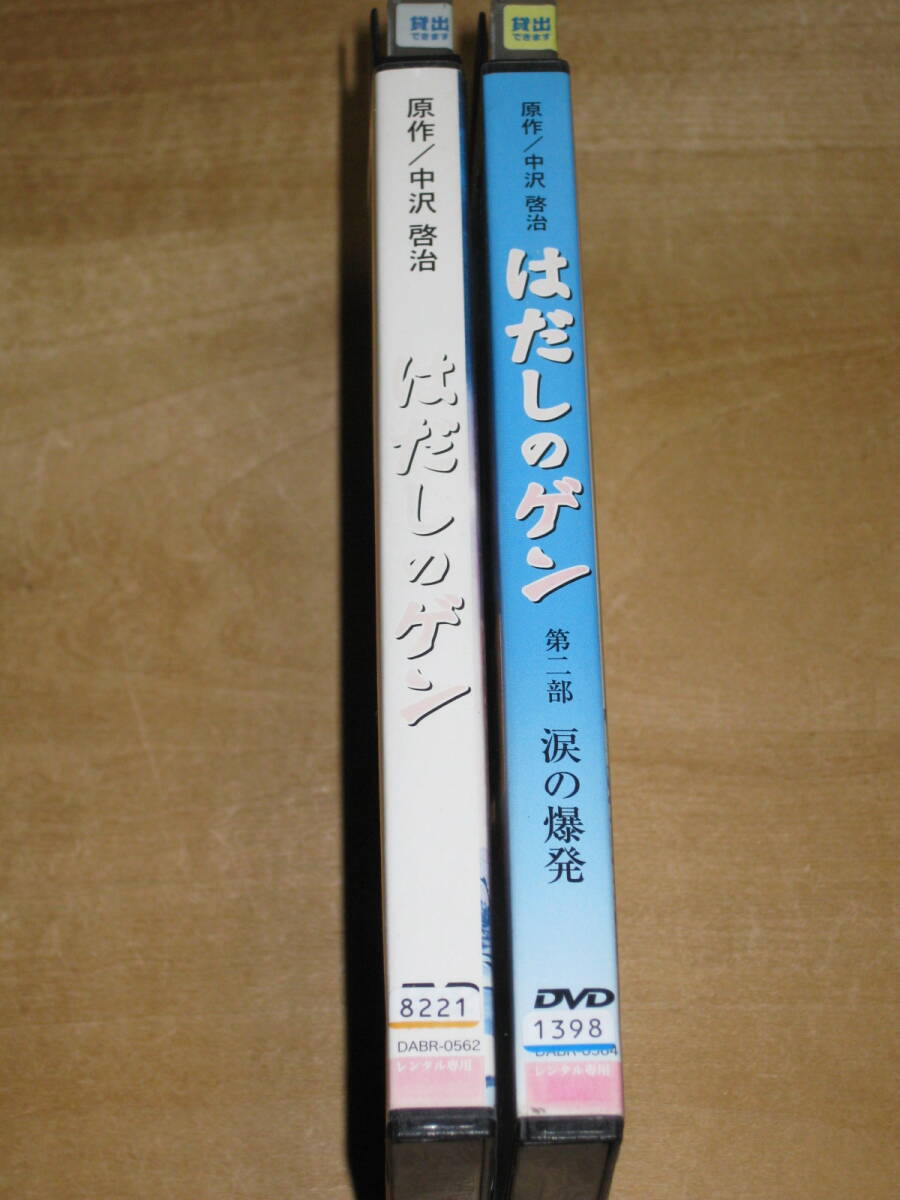 貸出
できます
原作/中沢 啓治
はだしのゲン
8221
DABR-0562
レンタル専用
貸出
できます
原作/中沢 啓治
はだしのゲン
第二部 涙の爆発
DVD
1398
DABR-0564
レンタル専用